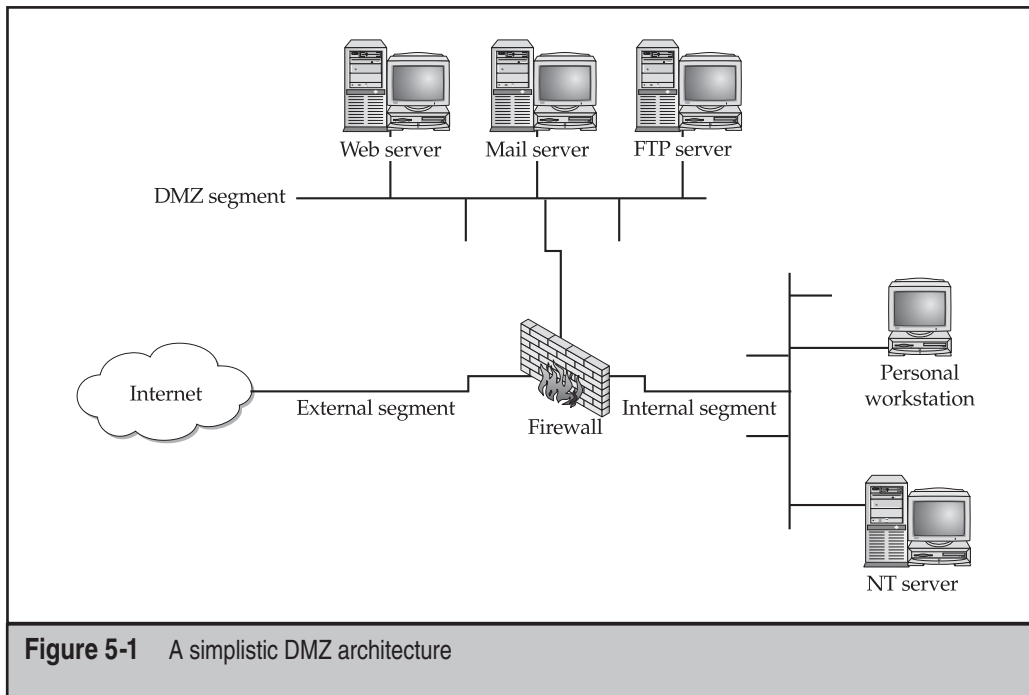 Web server
Mail server
FTP server
DMZ segment
Internet
External segment
Firewall
Internal segment
Personal
workstation
NT server
Figure 5-1 A simplistic DMZ architecture